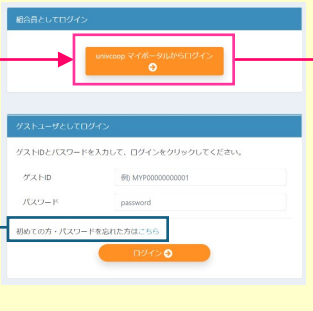 組合員としてログイン
univcoop マイポータルからログイン
ゲストユーザとしてログイン
ゲストIDとパスワードを入力して、ログインをクリックしてください。
ゲストID
例) MYP00000000001
パスワード
password
初めての方・パスワードを忘れた方はこちら
ログイン